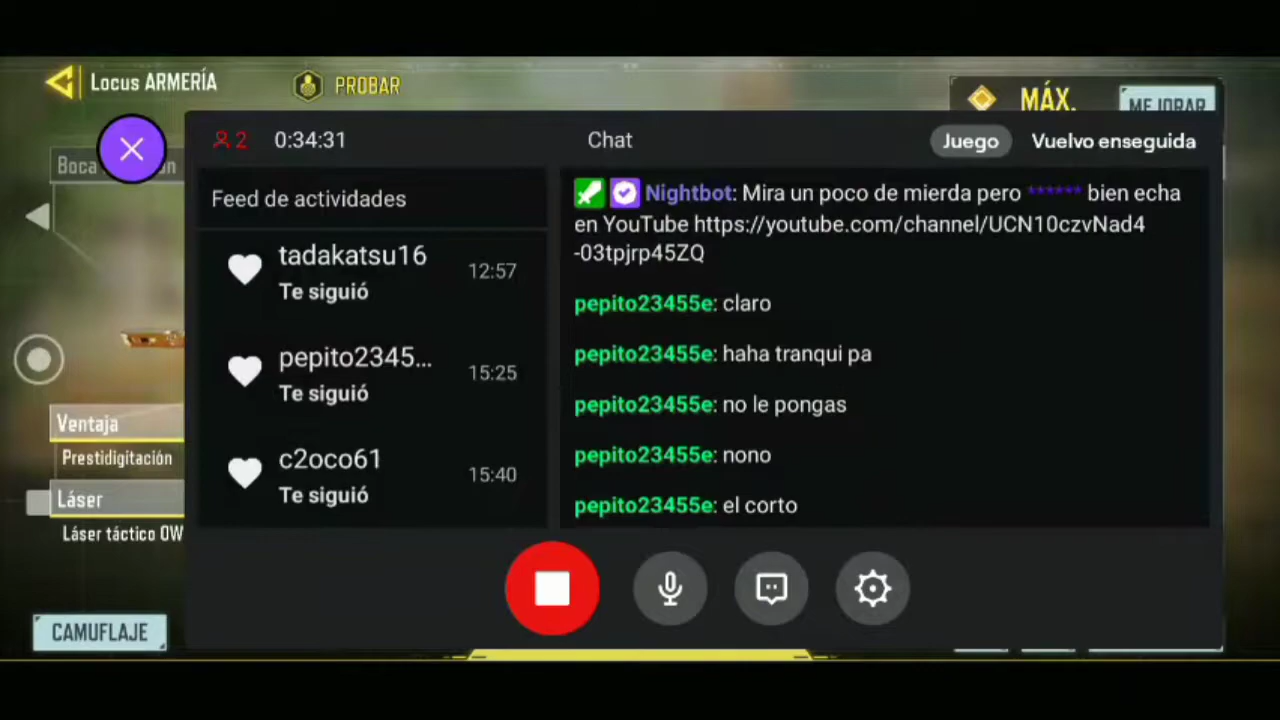 Locus ARMERÍA
PROBAR
MÁX.
MEJORAR
2
0:34:31
Chat
Juego
Vuelvo enseguida
Boca
Feed de actividades
tadakatsu16
12:57
Te siguió
pepito2345...
15:25
Te siguió
c2oco61
15:40
Te siguió
Nightbot: Mira un poco de mierda pero ****** bien echa
en YouTube https://youtube.com/channel/UCN10czvNad4
-03tpjrp45ZQ
pepito23455e: claro
pepito23455e: haha tranqui pa
pepito23455e: no le pongas
pepito23455e: nono
pepito23455e: el corto
Ventaja
Prestidigitación
Láser
Láser táctico OW
CAMUFLAJE